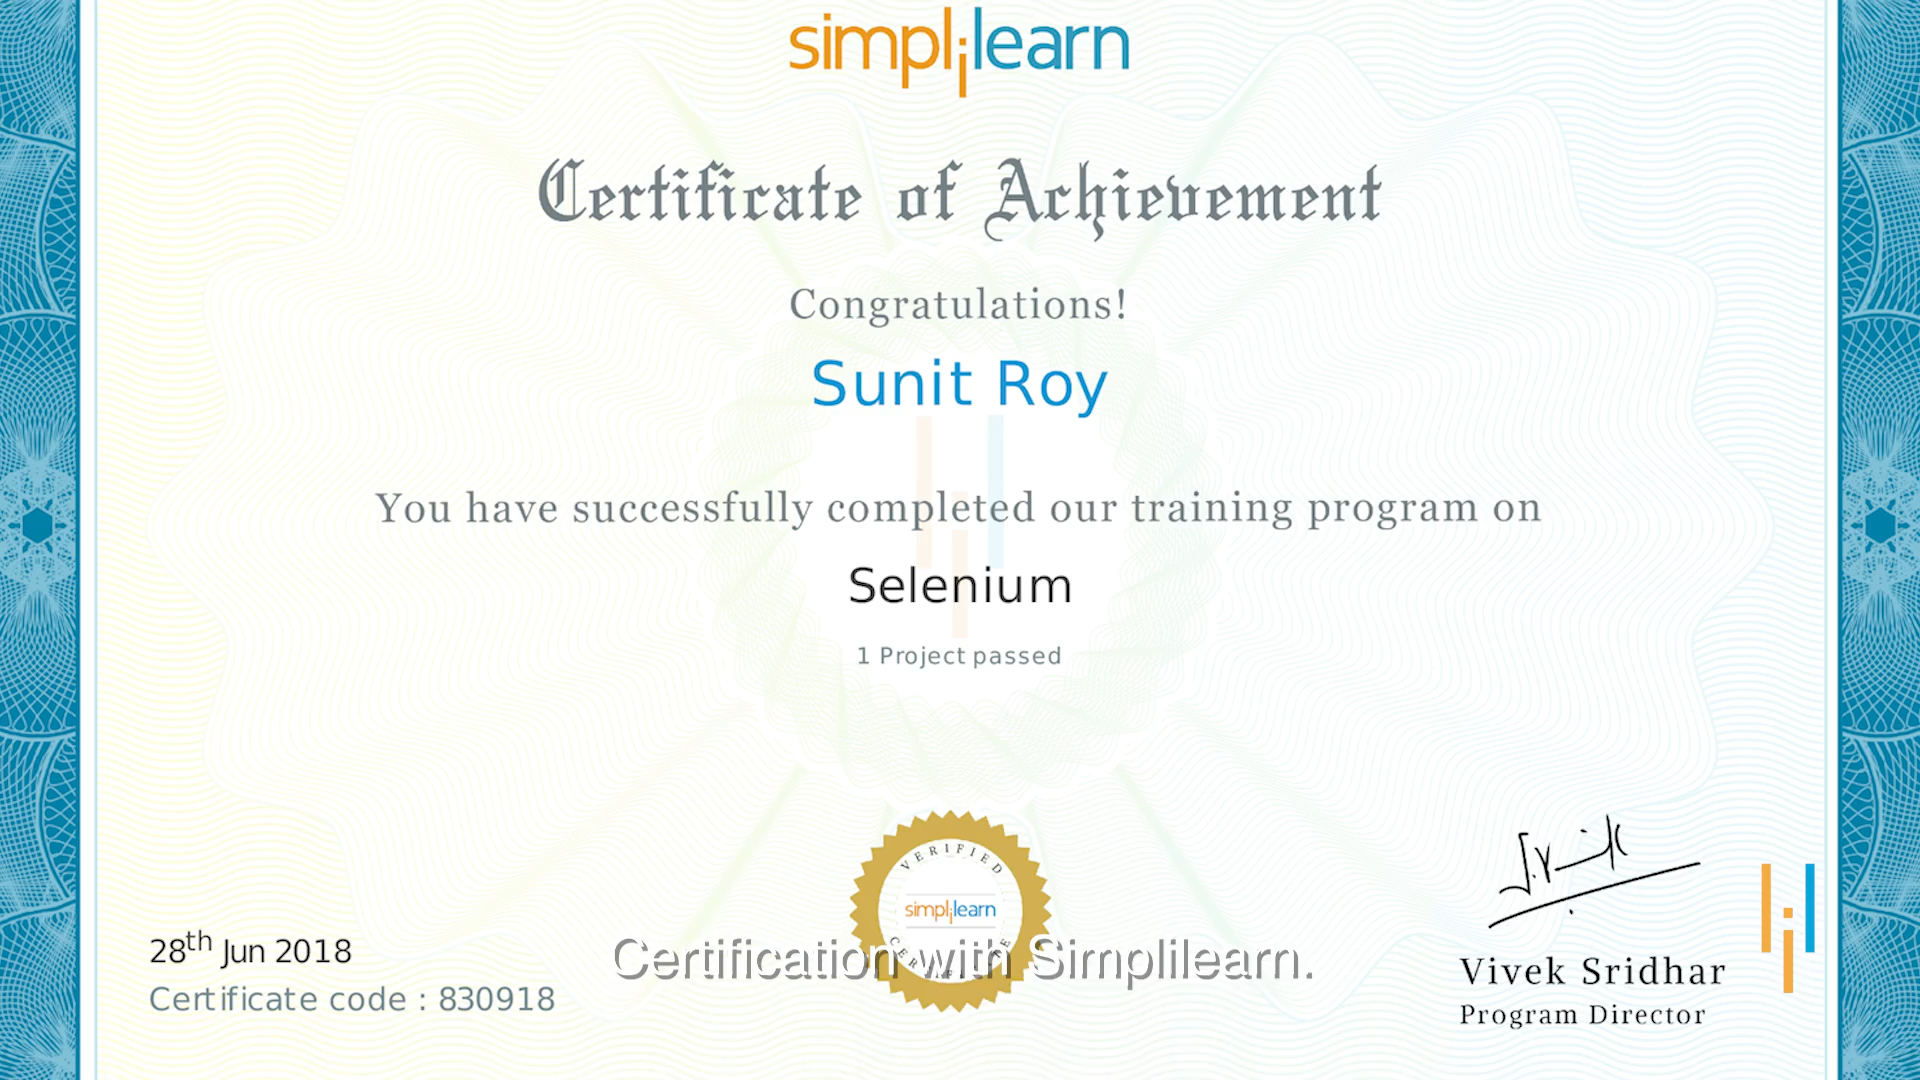 simplilearn
Certificate of Achievement
Congratulations!
Sunit Roy
You have successfully completed our training program on
Selenium
1 Project passed
VERIFIED
simplilearn
28th Jun 2018
Certification with Simplilearn.
Certificate code : 830918
Vivek Sridhar
Program Director